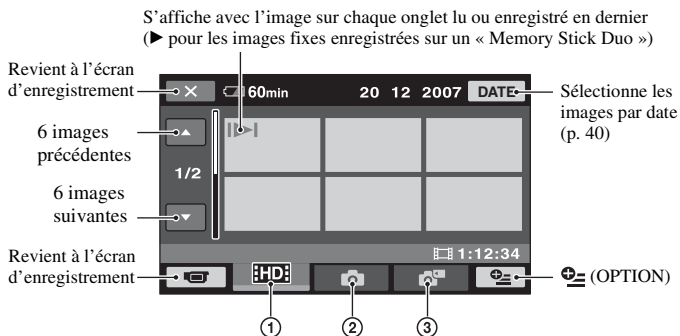 S’affiche avec l’image sur chaque onglet lu ou enregistré en dernier
(▶ pour les images fixes enregistrées sur un « Memory Stick Duo »)
Revient à l’écran
d’enregistrement
60min
20 12 2007
DATE
Sélectionne les
images par date
(p. 40)
6 images
précédentes
1/2
6 images
suivantes
1:12:34
Revient à l’écran
d’enregistrement
HD
(OPTION)
① ② ③